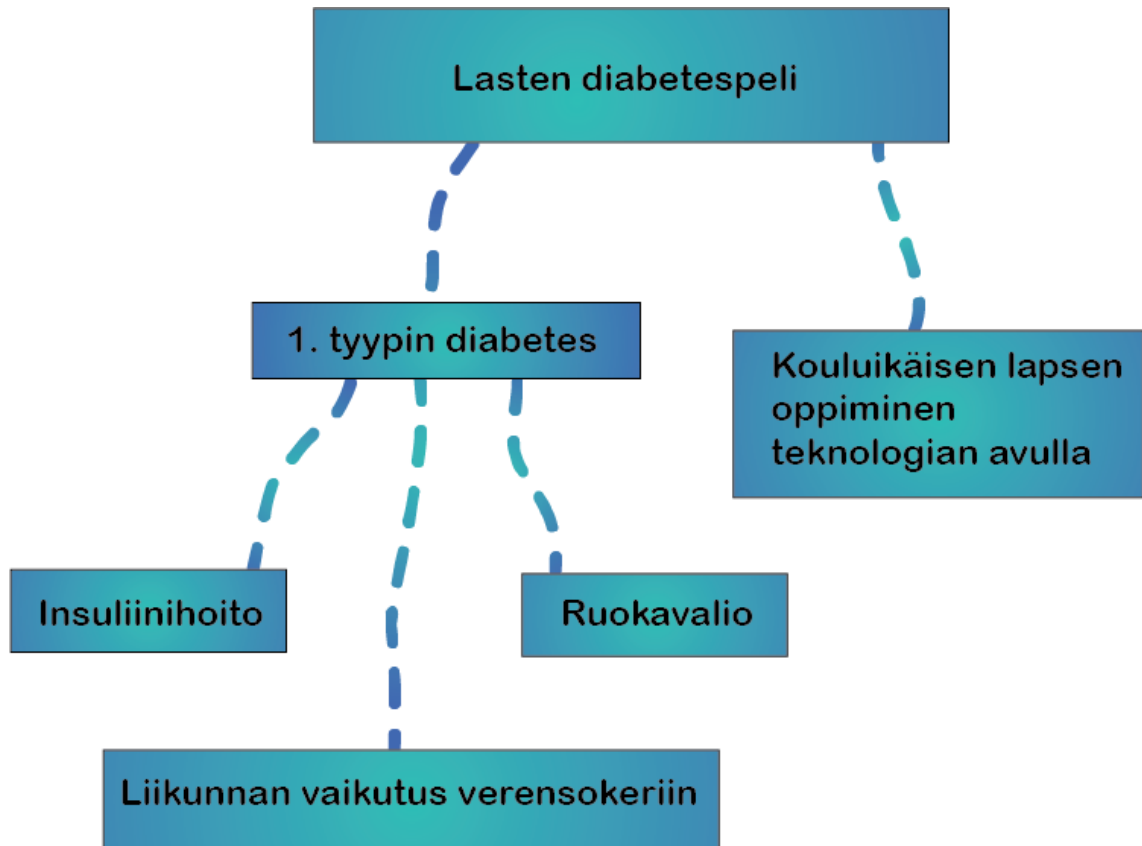 Lasten diabetespeli
1. tyypin diabetes
Kouluikäisen lapsen
oppiminen
teknologian avulla
Insuliinihoito
Ruokavalio
Liikunnan vaikutus verensokeriin